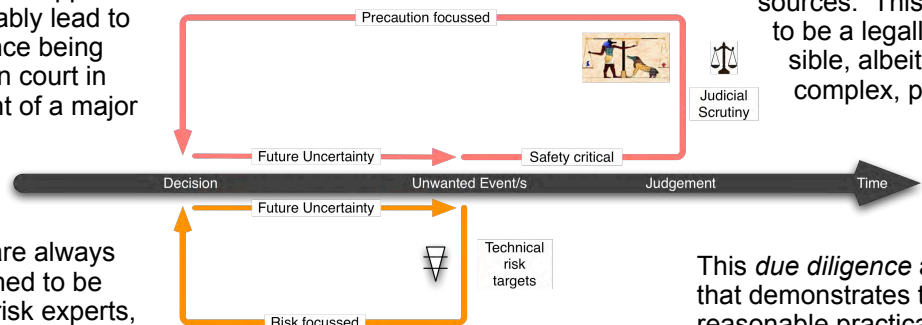 ably lead to
nce being
n court in
nt of a major
Precaution focussed
sources. This
to be a legall
sible, albeit
complex, p
Judicial
Scrutiny
Future Uncertainty
Safety critical
Decision
Unwanted Event/s
Judgement
Time
Future Uncertainty
Technical
risk
targets
Risk focussed
are always
ned to be
risk experts,
This due diligence a
that demonstrates t
reasonable practica